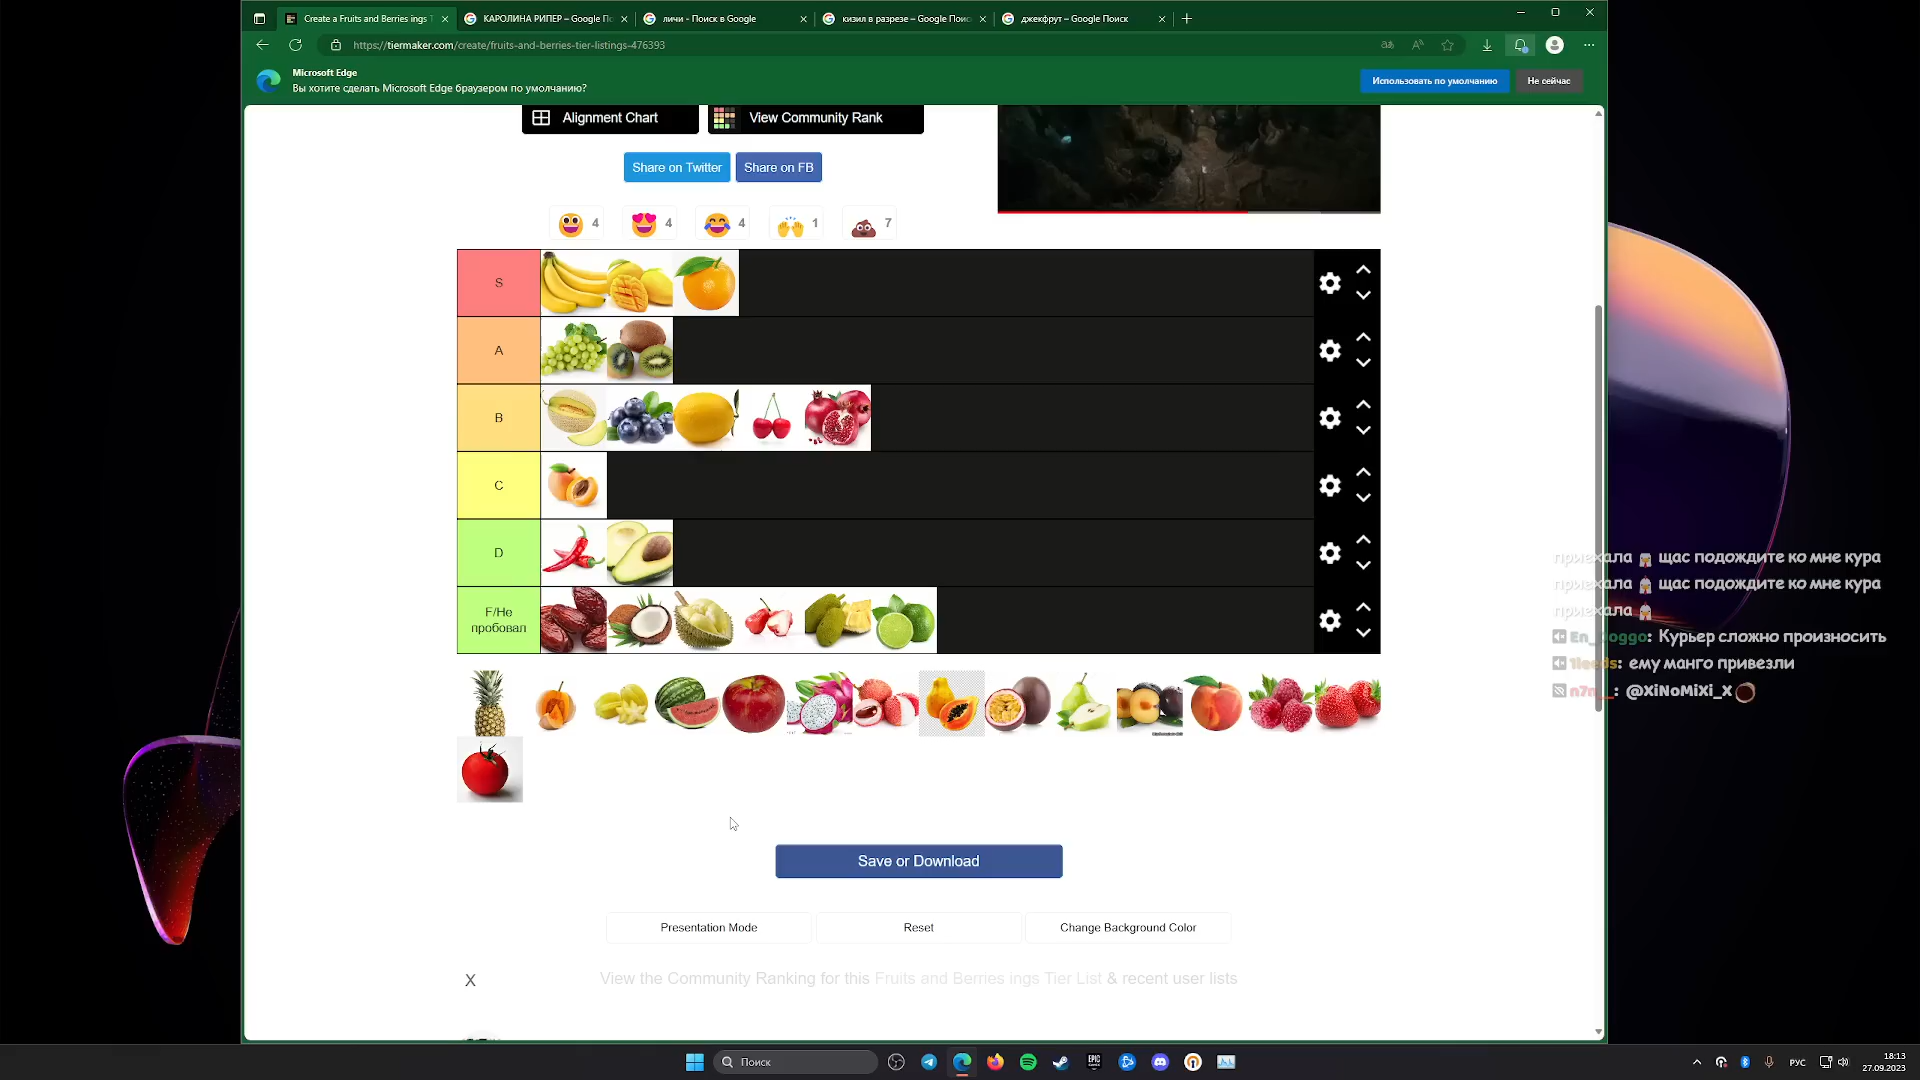 Create a Fruits and Berries ings T
КАРОЛИНА РИПЕР – Google По
личи - Поиск в Google
кизил в разрезе – Google Поис
джекфрут – Google Поиск
https://tiermaker.com/create/fruits-and-berries-tier-listings-476393
Microsoft Edge
Вы хотите сделать Microsoft Edge браузером по умолчанию?
Использовать по умолчанию
Не сейчас
Alignment Chart
View Community Rank
Share on Twitter
Share on FB
4
4
4
1
7
S
A
B
C
D
F/Не
пробовал
приехала щас подождите ко мне кура
приехала щас подождите ко мне кура
приехала
En_Doggo: Курьер сложно произносить
1leeds: ему манго привезли
n7n__: @XiNoMiXi_X
Save or Download
Presentation Mode
Reset
Change Background Color
X
View the Community Ranking for this Fruits and Berries ings Tier List & recent user lists
Поиск
РУС
18:13
27.09.2023